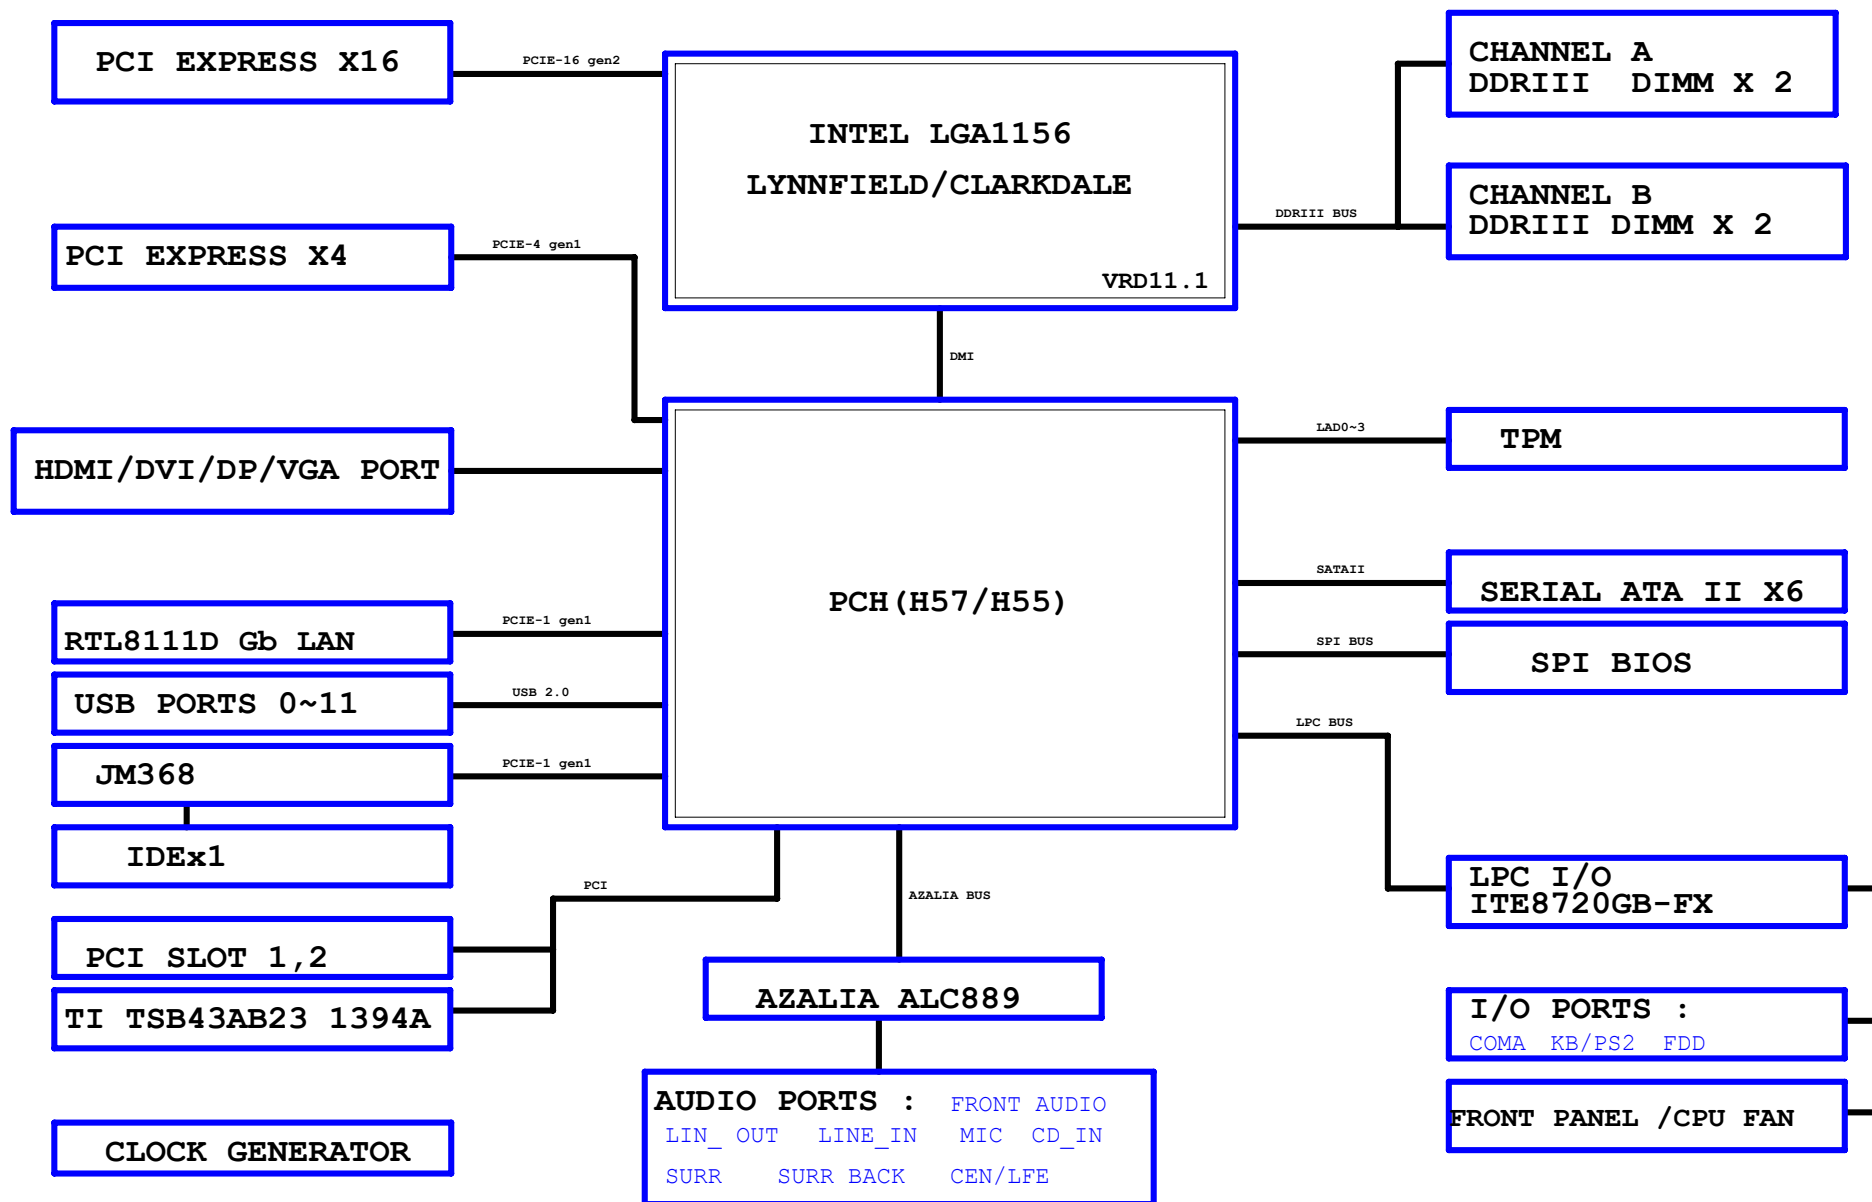 PCI EXPRESS X16
PCIE-16 gen2
INTEL LGA1156
LYNNFIELD/CLARKDALE
VRD11.1
CHANNEL A
DDRIII DIMM X 2
DDRIII BUS
CHANNEL B
DDRIII DIMM X 2
PCI EXPRESS X4
PCIE-4 gen1
DMI
HDMI/DVI/DP/VGA PORT
PCH(H57/H55)
LAD0~3
TPM
SATAII
SERIAL ATA II X6
SPI BUS
SPI BIOS
LPC BUS
LPC I/O
ITE8720GB-FX
RTL8111D Gb LAN
PCIE-1 gen1
USB PORTS 0~11
USB 2.0
JM368
PCIE-1 gen1
IDEx1
PCI
PCI SLOT 1,2
TI TSB43AB23 1394A
AZALIA BUS
AZALIA ALC889
I/O PORTS :
COMA KB/PS2 FDD
FRONT PANEL /CPU FAN
AUDIO PORTS : FRONT AUDIO
LIN_ OUT LINE_IN MIC CD_IN
SURR SURR BACK CEN/LFE
CLOCK GENERATOR